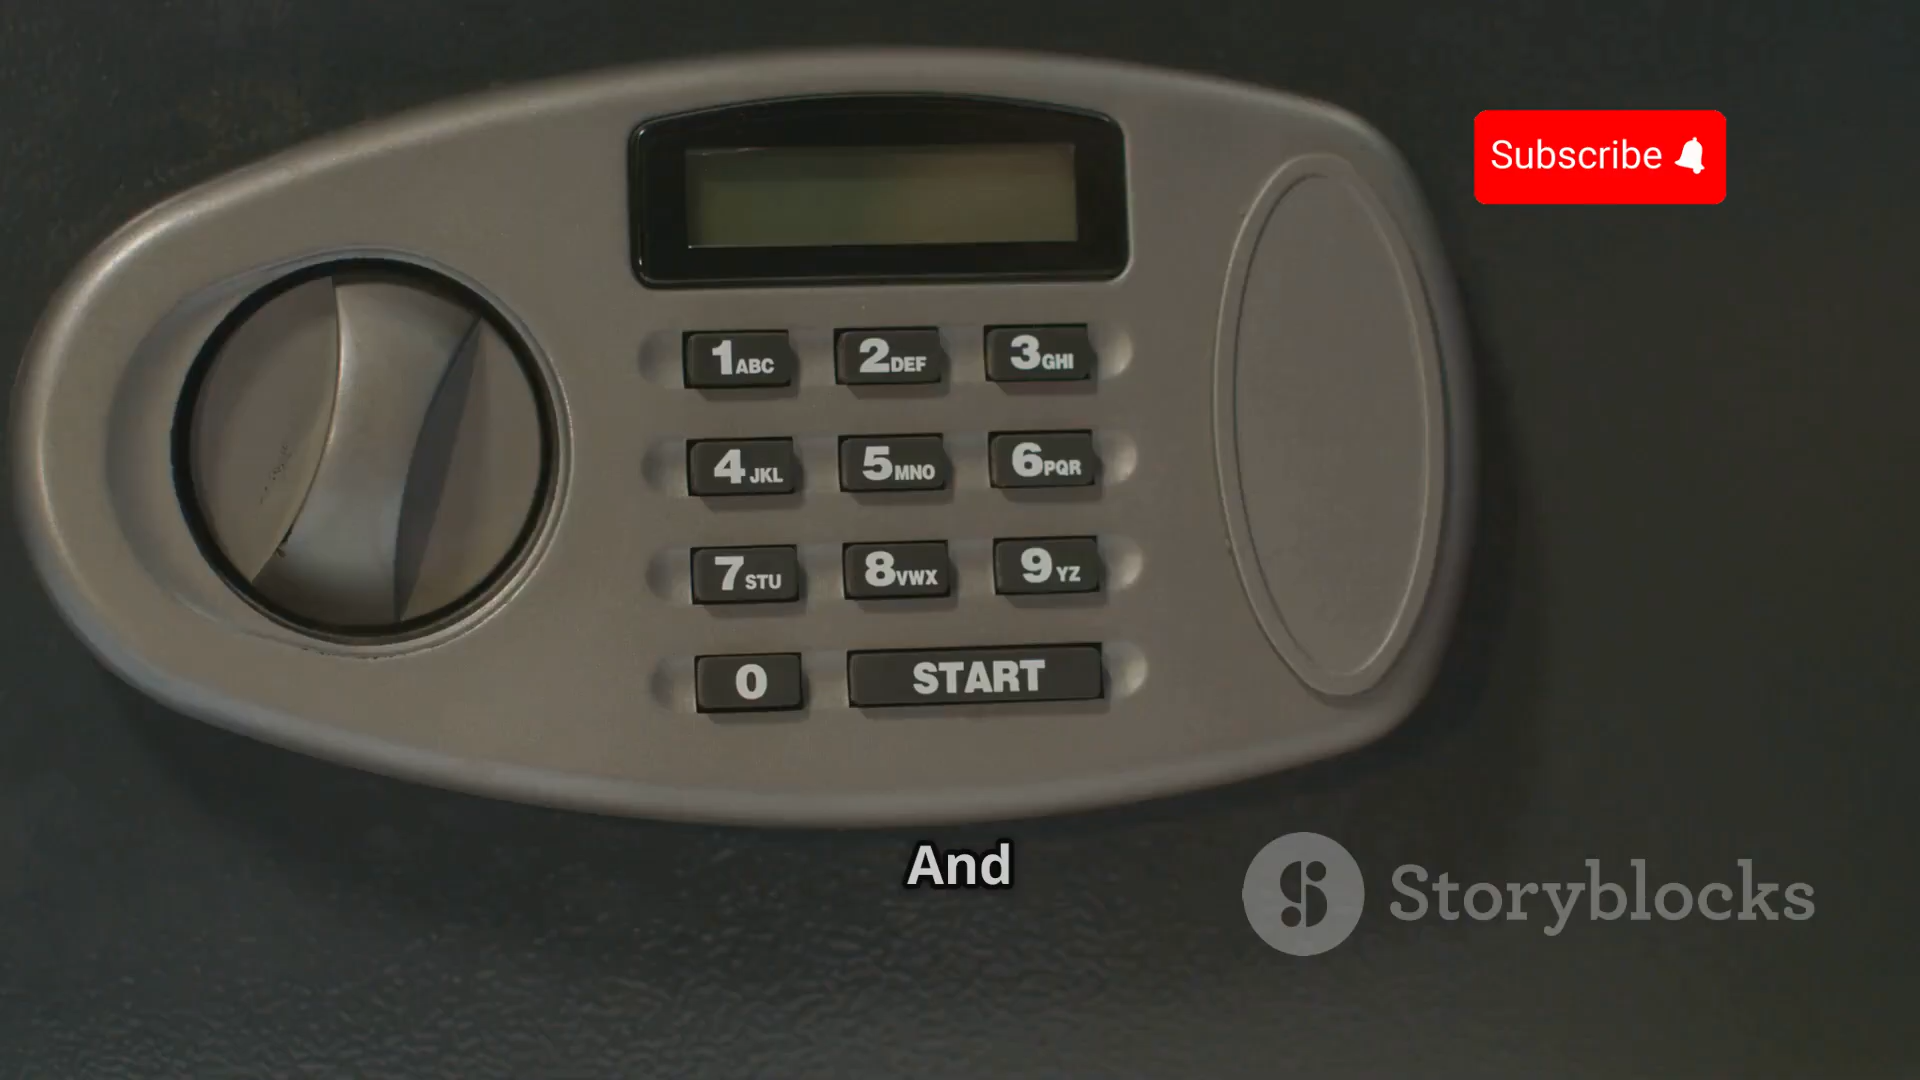 Subscribe
1ABC 2DEF 3GHI
4JKL 5MNO 6PQR
7STU 8VWX 9YZ
0 START
And
Storyblocks